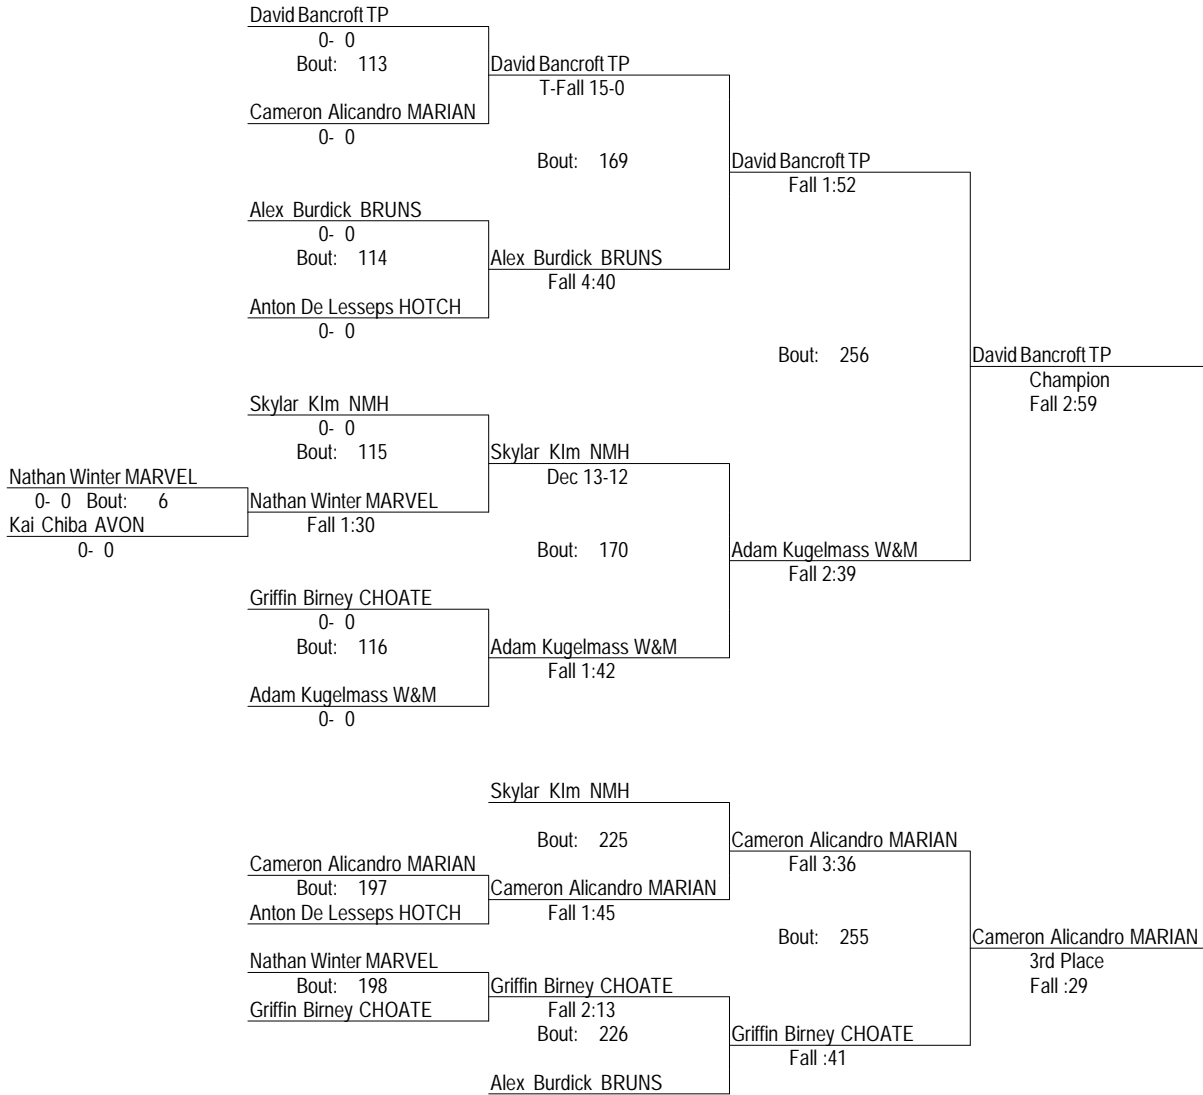 David Bancroft TP
0- 0
Bout: 113
David Bancroft TP
T-Fall 15-0
Cameron Alicandro MARIAN
0- 0
Bout: 169
David Bancroft TP
Fall 1:52
Alex Burdick BRUNS
0- 0
Bout: 114
Alex Burdick BRUNS
Fall 4:40
Anton De Lesseps HOTCH
0- 0
Bout: 256
David Bancroft TP
Champion
Fall 2:59
Skylar KIm NMH
0- 0
Bout: 115
Skylar KIm NMH
Dec 13-12
Nathan Winter MARVEL
0- 0 Bout: 6
Nathan Winter MARVEL
Fall 1:30
Kai Chiba AVON
0- 0
Bout: 170
Adam Kugelmass W&M
Fall 2:39
Griffin Birney CHOATE
0- 0
Bout: 116
Adam Kugelmass W&M
Fall 1:42
Adam Kugelmass W&M
0- 0
Skylar KIm NMH
Bout: 225
Cameron Alicandro MARIAN
Fall 3:36
Cameron Alicandro MARIAN
Bout: 197
Cameron Alicandro MARIAN
Fall 1:45
Anton De Lesseps HOTCH
Bout: 255
Cameron Alicandro MARIAN
3rd Place
Fall :29
Nathan Winter MARVEL
Bout: 198
Griffin Birney CHOATE
Fall 2:13
Griffin Birney CHOATE
Bout: 226
Griffin Birney CHOATE
Fall :41
Alex Burdick BRUNS